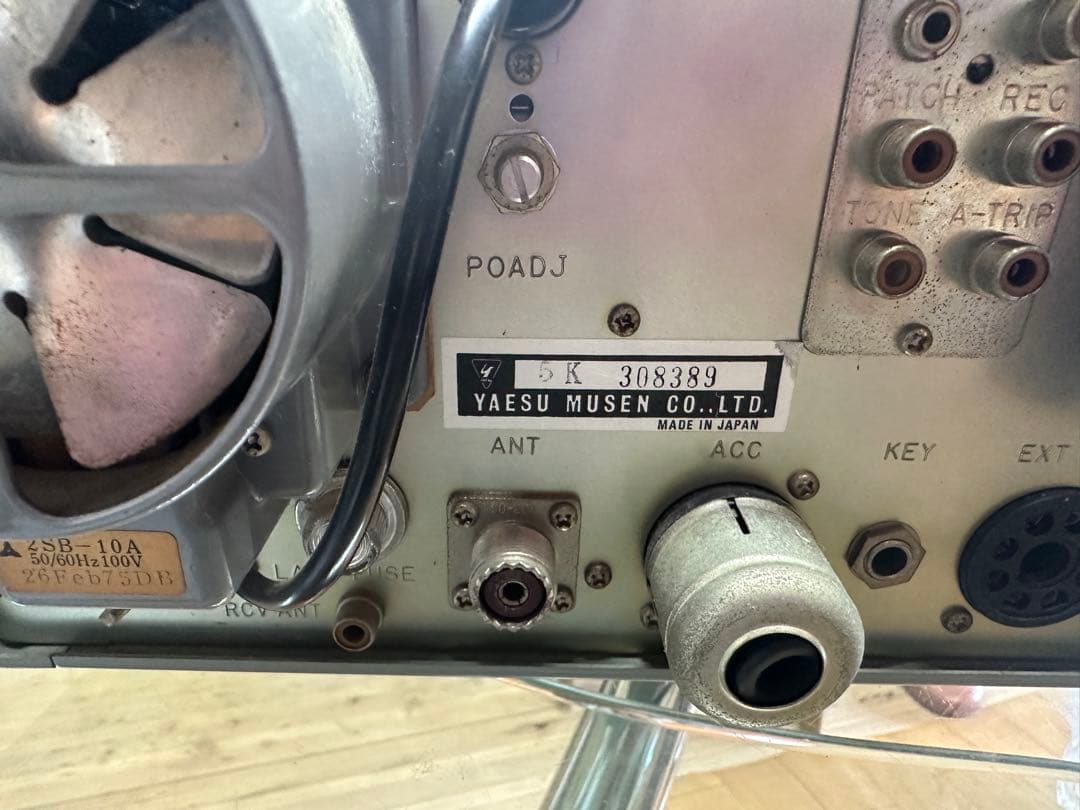 PATCH REC
TONE A-TRIP
POADJ
5 K 308389
YAESU MUSEN CO.,LTD.
MADE IN JAPAN
ANT ACC KEY EXT
2SB-10A
50/60Hz100V
26Feb75DB
FUSE
RCV ANT